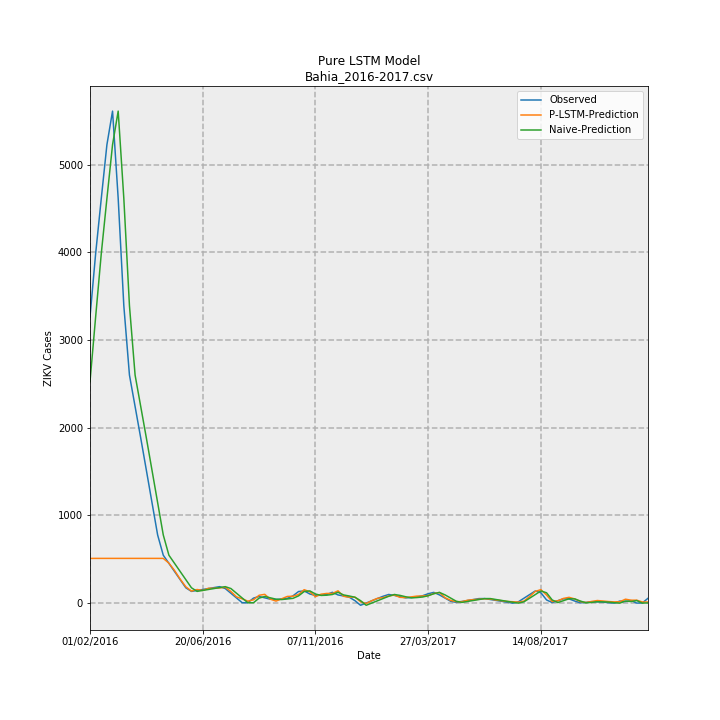 Pure LSTM Model
Bahia_2016-2017.csv
Observed
P-LSTM-Prediction
Naive-Prediction
ZIKV Cases
5000
4000
3000
2000
1000
0
01/02/2016 20/06/2016 07/11/2016 27/03/2017 14/08/2017
Date